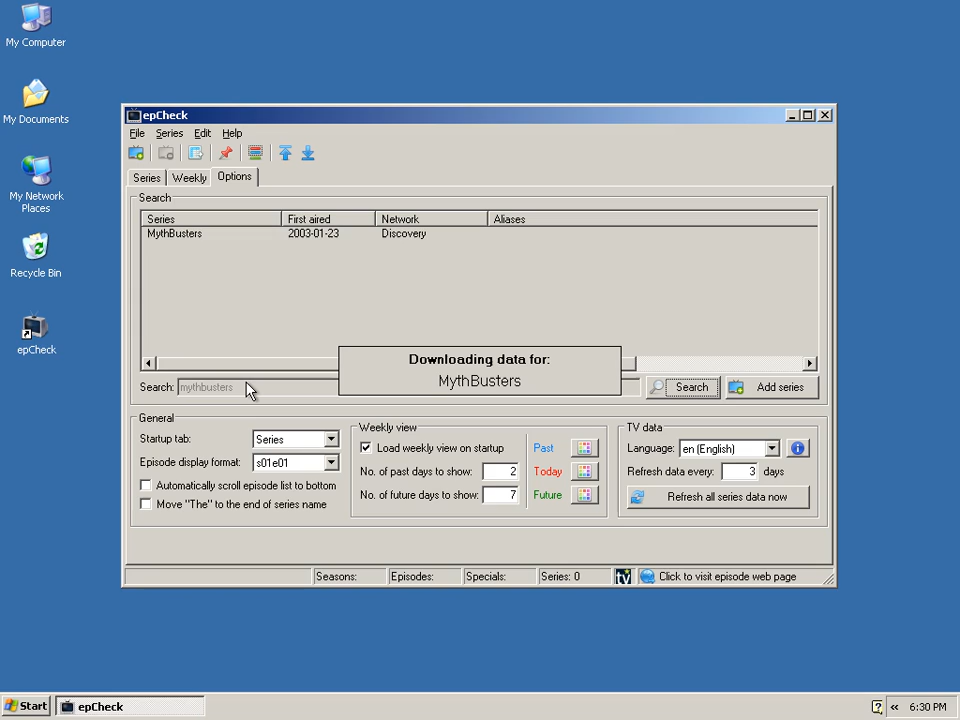 My Computer
My Documents
My Network
Places
Recycle Bin
epCheck
epCheck
File Series Edit Help
Series Weekly Options
Search
Series First aired Network Aliases
MythBusters 2003-01-23 Discovery
Downloading data for:
MythBusters
Search: mythbusters Search Add series
General
Startup tab: Series
Episode display format: s01e01
Automatically scroll episode list to bottom
Move "The" to the end of series name
Weekly view
Load weekly view on startup Past
No. of past days to show: 2 Today
No. of future days to show: 7 Future
TV data
Language: en (English)
Refresh data every: 3 days
Refresh all series data now
Seasons: Episodes: Specials: Series: 0 tv Click to visit episode web page
Start epCheck 6:30 PM